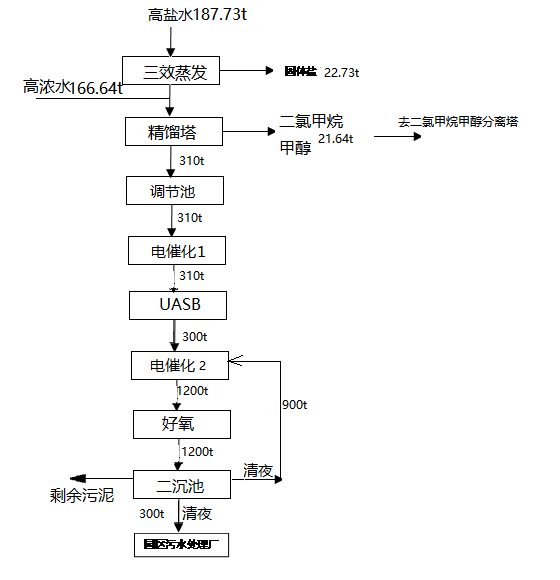 高盐水187.73t
三效蒸发
固体盐 22.73t
高浓水166.64t
精馏塔
二氯甲烷
甲醇 21.64t
去二氯甲烷甲醇分离塔
310t
调节池
310t
电催化1
310t
UASB
300t
电催化 2
1200t
900t
好氧
1200t
清夜
二沉池
剩余污泥
300t 清夜
园区污水处理厂